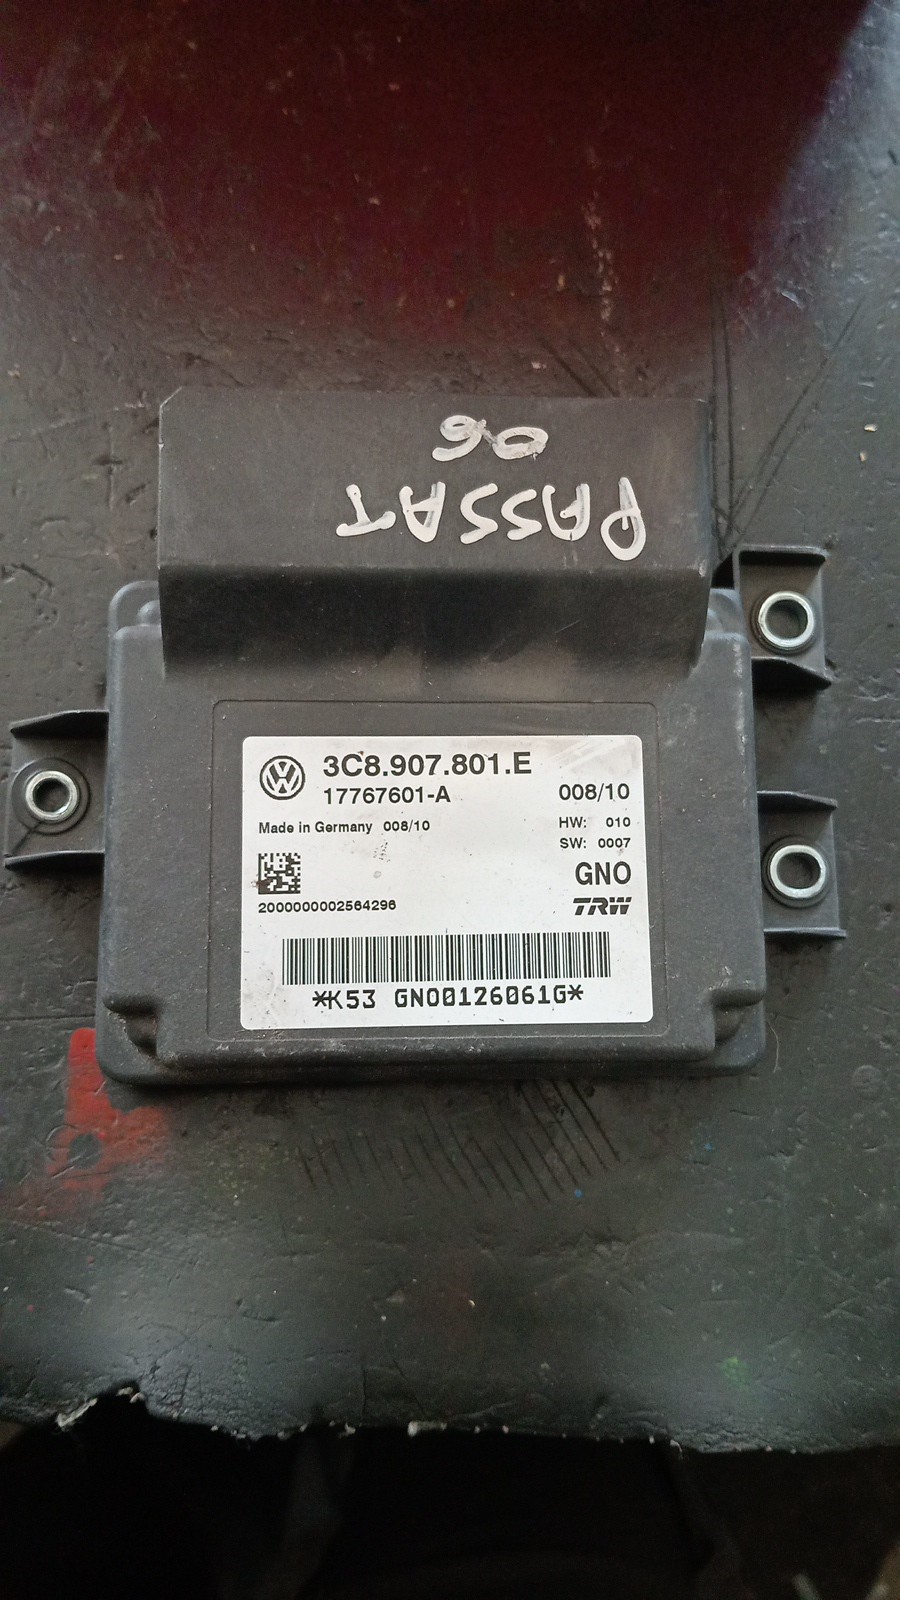 PASSAT
06
3C8.907.801.E
17767601-A 008/10
Made in Germany 008/10 HW: 010
SW: 0007
GNO
2000000002564296 TRW
*K53 GNO0126061G*